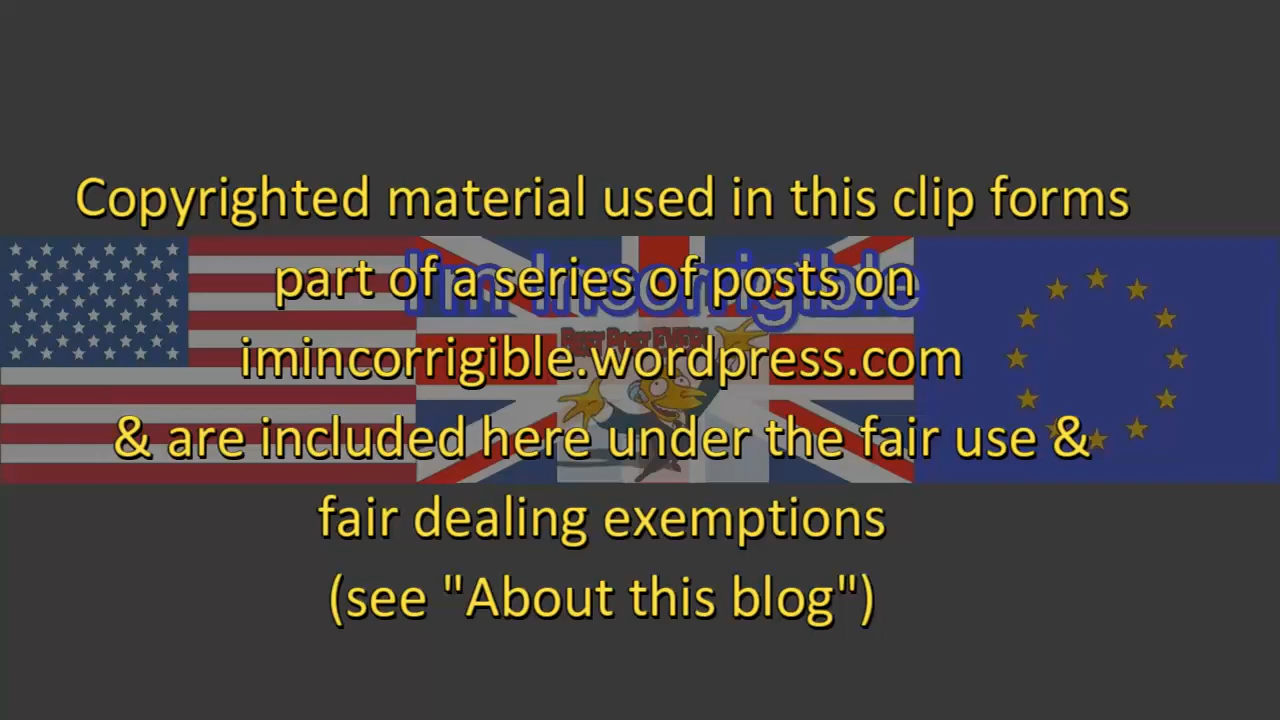 Copyrighted material used in this clip forms
part of a series of posts on
I'm Incorrigible
imincorrigible.wordpress.com
& are included here under the fair use &
fair dealing exemptions
(see "About this blog")